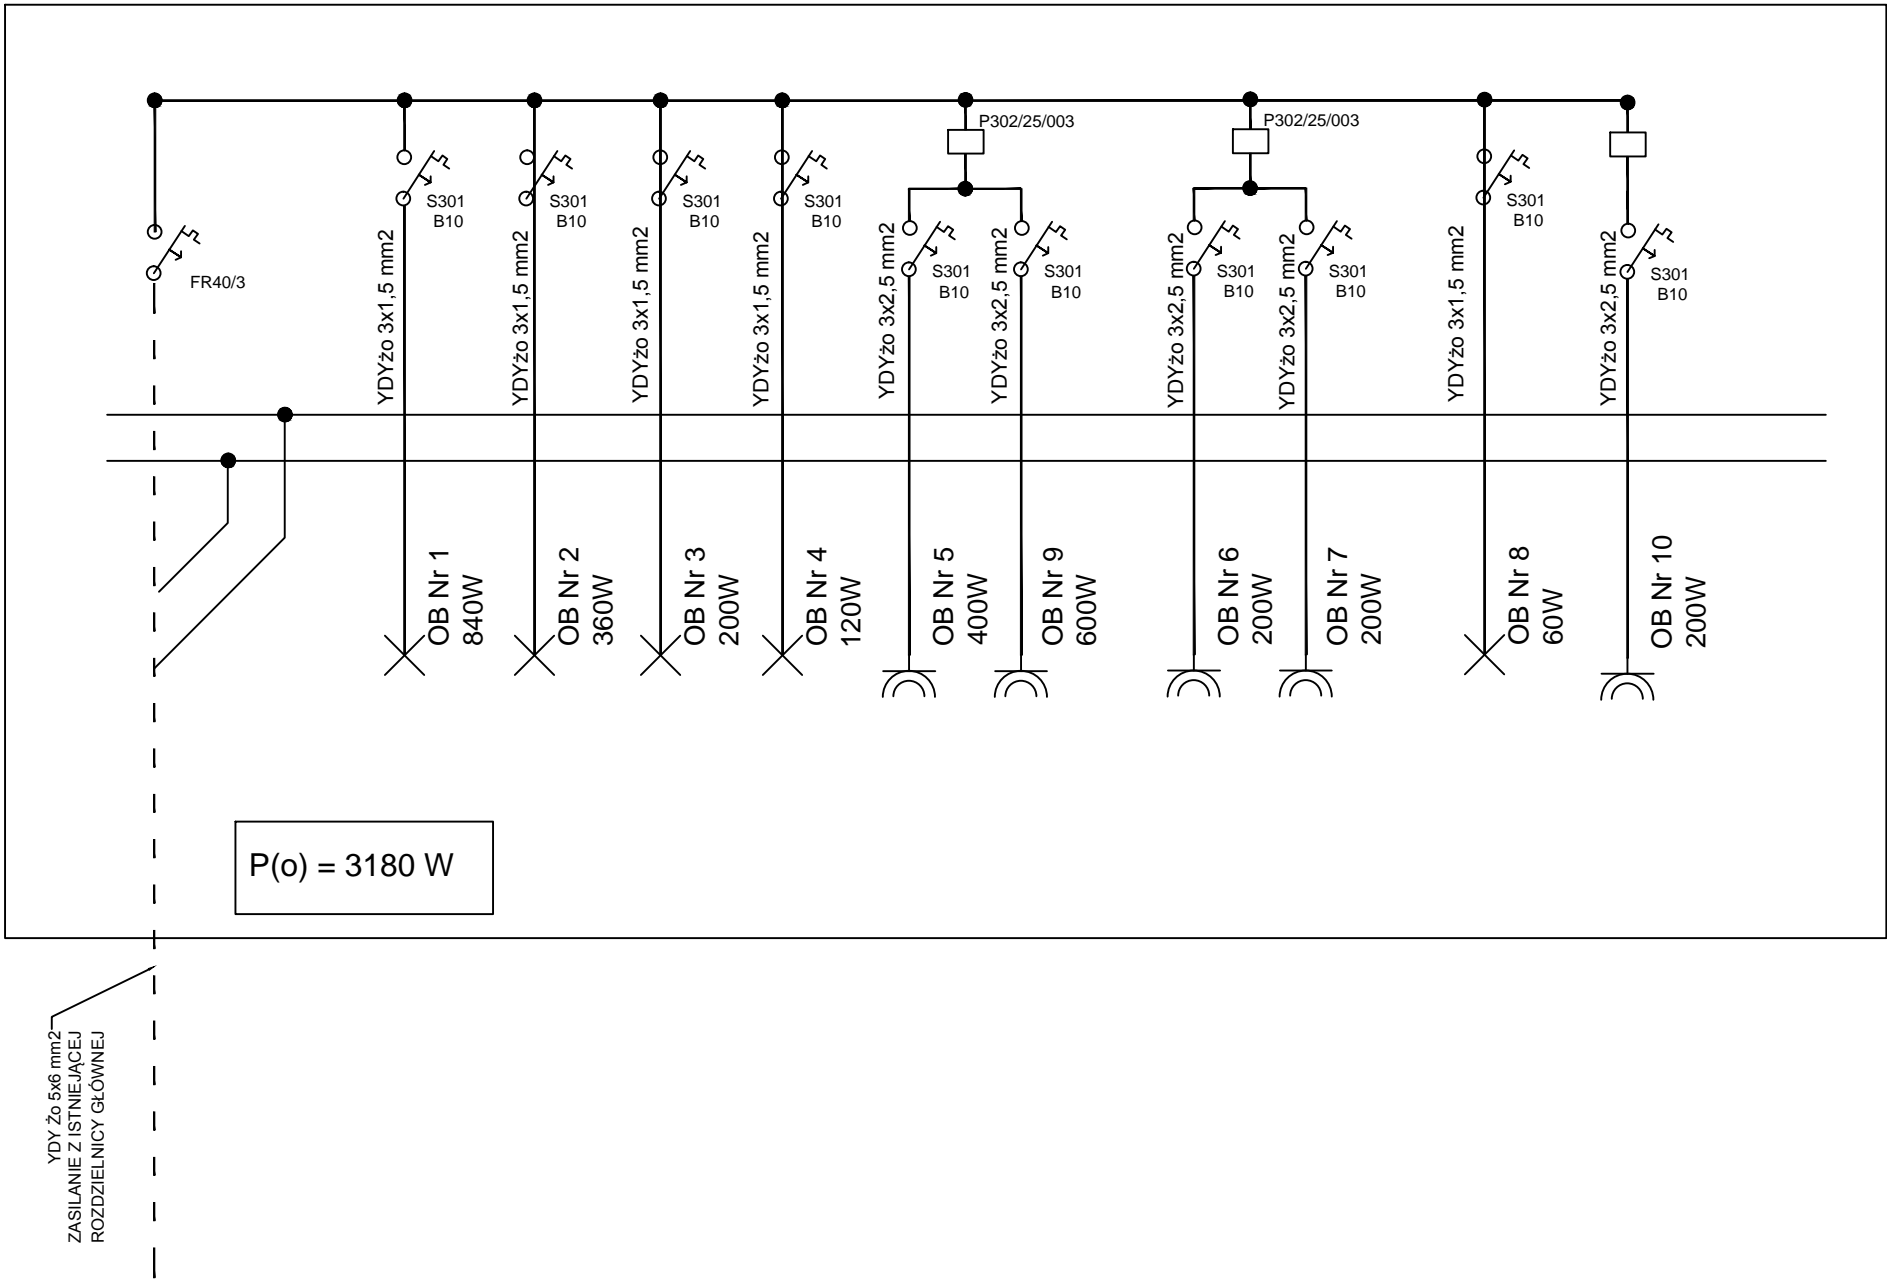 P302/25/003
P302/25/003
S301
B10
S301
B10
S301
B10
S301
B10
S301
B10
FR40/3
S301
B10
S301
B10
S301
B10
S301
B10
S301
B10
YDYżo 3x1,5 mm2
YDYżo 3x1,5 mm2
YDYżo 3x1,5 mm2
YDYżo 3x1,5 mm2
YDYżo 3x2,5 mm2
YDYżo 3x2,5 mm2
YDYżo 3x2,5 mm2
YDYżo 3x2,5 mm2
YDYżo 3x1,5 mm2
YDYżo 3x2,5 mm2
OB Nr 1
840W
OB Nr 2
360W
OB Nr 3
200W
OB Nr 4
120W
OB Nr 5
400W
OB Nr 9
600W
OB Nr 6
200W
OB Nr 7
200W
OB Nr 8
60W
OB Nr 10
200W
P(o) = 3180 W
YDY Żo 5x6 mm2
ZASILANIE Z ISTNIEJĄCEJ
ROZDZIELNICY GŁÓWNEJ